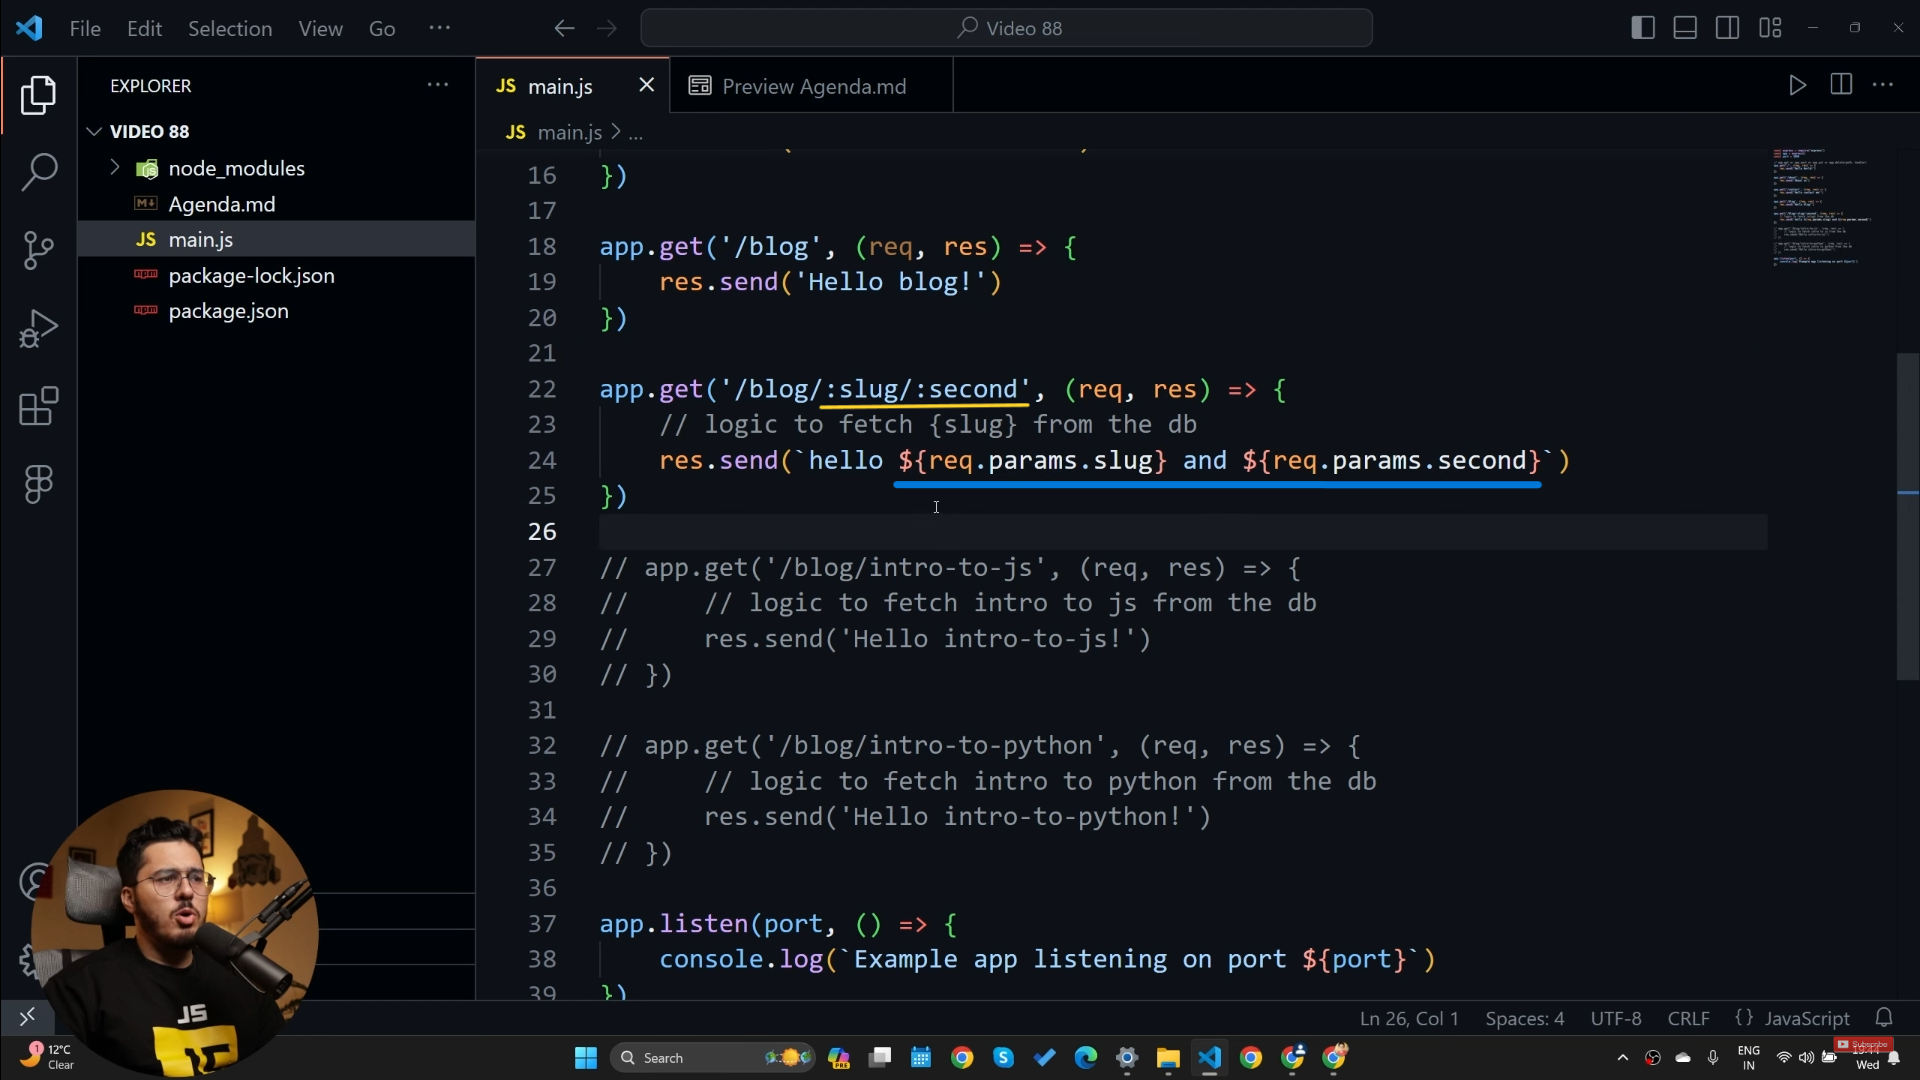 File Edit Selection View Go ···
Video 88
EXPLORER ···
JS main.js
Preview Agenda.md
VIDEO 88
JS main.js > ...
node_modules
Agenda.md
JS main.js
package-lock.json
package.json
16 })
17
18 app.get('/blog', (req, res) => {
19 res.send('Hello blog!')
20 })
21
22 app.get('/blog/:slug/:second', (req, res) => {
23 // logic to fetch {slug} from the db
24 res.send(`hello ${req.params.slug} and ${req.params.second}`)
25 })
26
27 // app.get('/blog/intro-to-js', (req, res) => {
28 // // logic to fetch intro to js from the db
29 // res.send('Hello intro-to-js!')
30 // })
31
32 // app.get('/blog/intro-to-python', (req, res) => {
33 // // logic to fetch intro to python from the db
34 // res.send('Hello intro-to-python!')
35 // })
36
37 app.listen(port, () => {
38 console.log(`Example app listening on port ${port}`)
39 })
JS
Ln 26, Col 1 Spaces: 4 UTF-8 CRLF {} JavaScript
1
12°C
Clear
Search
PRE
ENG
IN
Subscribe
Wed